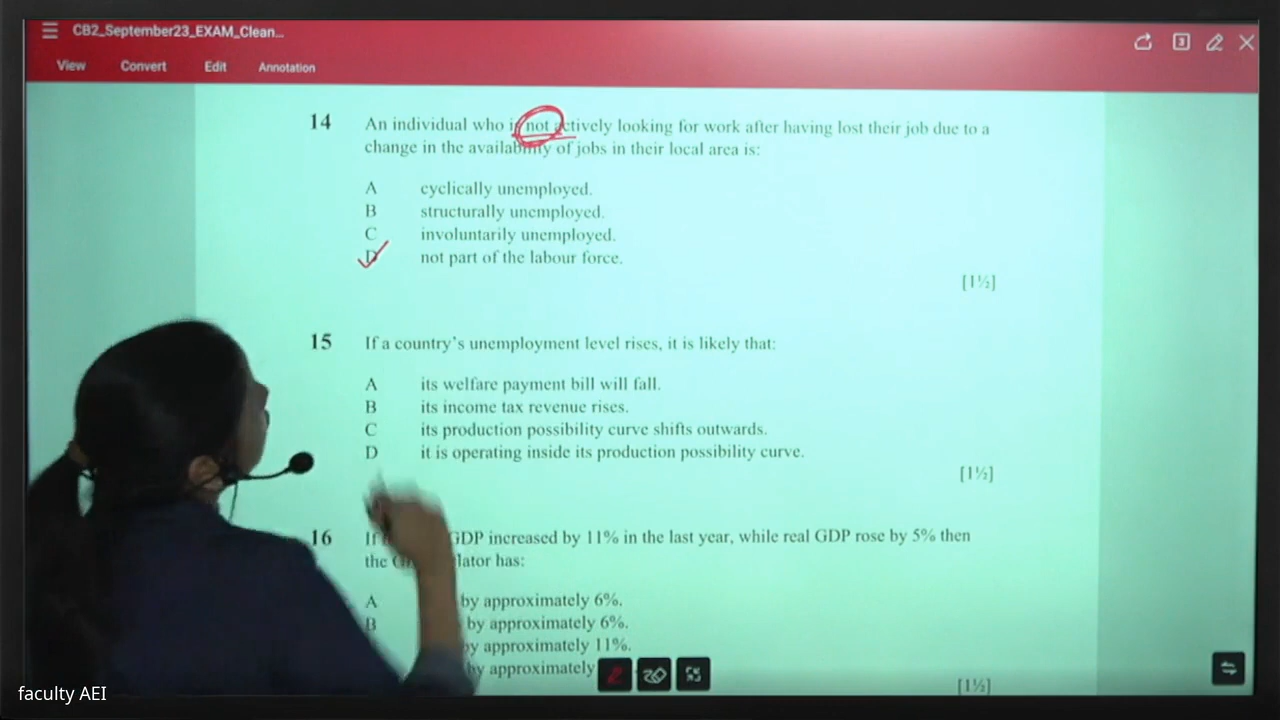 CB2_September23_EXAM_Clean...
View Convert Edit Annotation
14 An individual who is not actively looking for work after having lost their job due to a
change in the availability of jobs in their local area is:
A cyclically unemployed.
B structurally unemployed.
C involuntarily unemployed.
D not part of the labour force.
[1½]
15 If a country's unemployment level rises, it is likely that:
A its welfare payment bill will fall.
B its income tax revenue rises.
C its production possibility curve shifts outwards.
D it is operating inside its production possibility curve.
[1½]
16 If GDP increased by 11% in the last year, while real GDP rose by 5% then
the has:
A by approximately 6%.
B by approximately 6%.
by approximately 11%.
by approximately
[1½]
faculty AEI